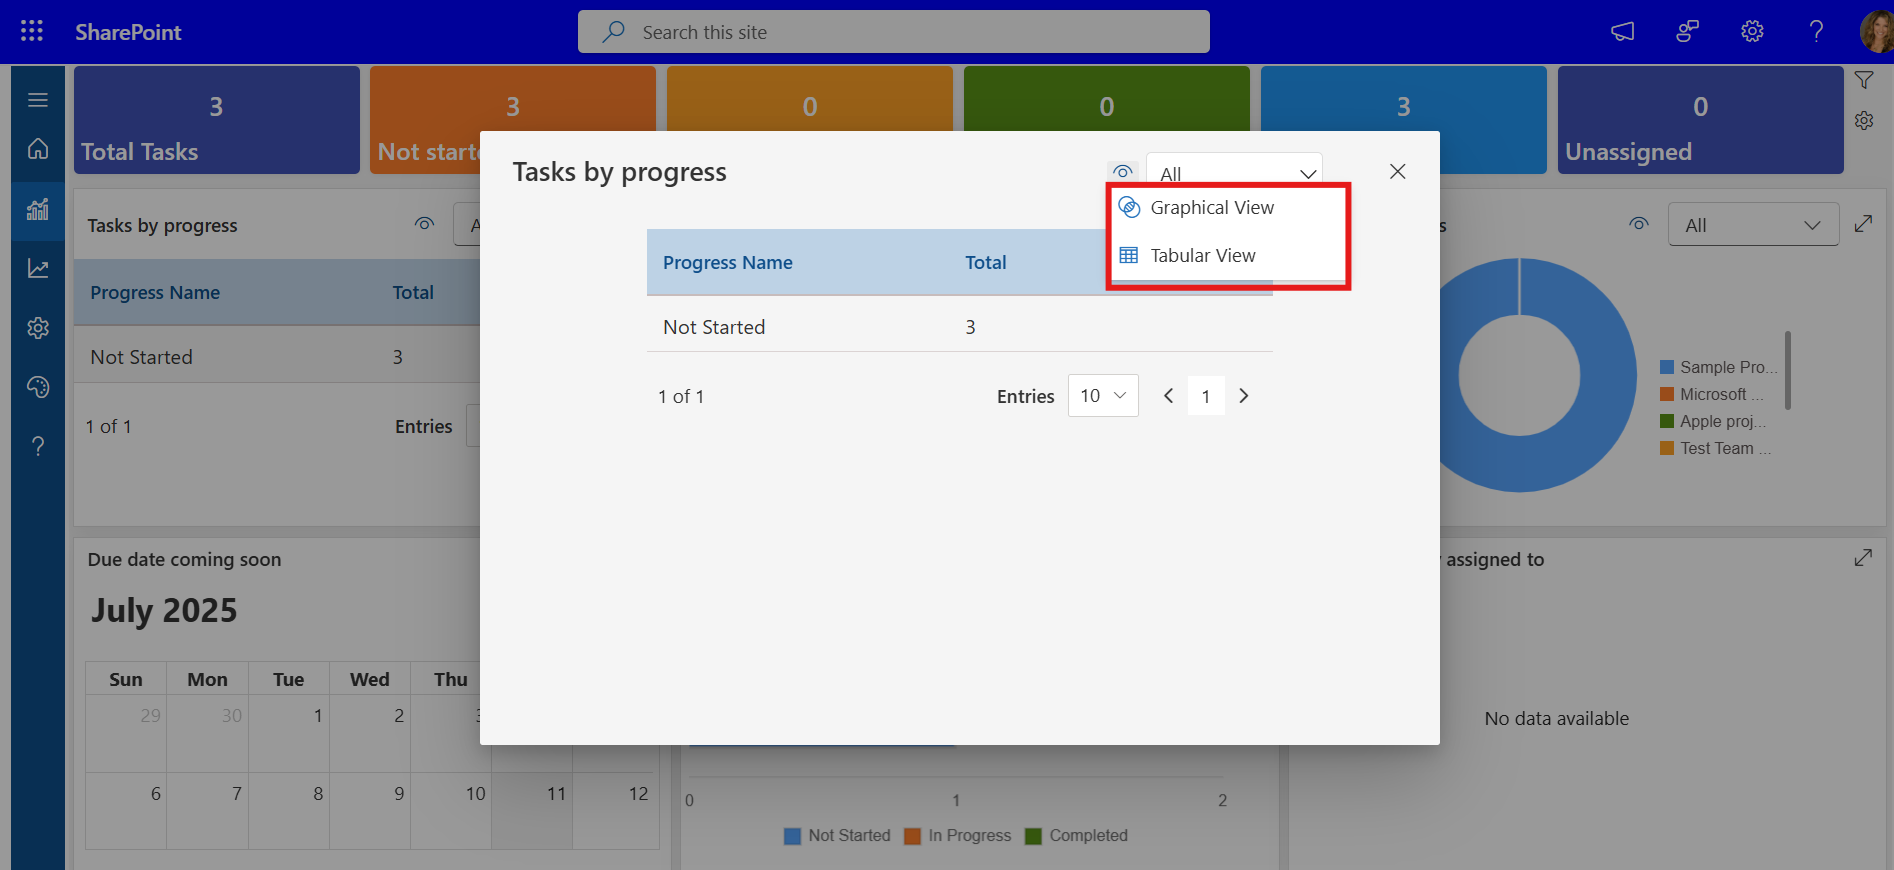 SharePoint
Search this site
3
Total Tasks
3
Not start
0
0
3
0
Unassigned
Tasks by progress
Progress Name
Total
Not Started
3
1 of 1
Entries
Tasks by progress
All
Graphical View
Tabular View
Progress Name
Total
Not Started
3
1 of 1
Entries
10
1
All
Sample Pro...
Microsoft ...
Apple proj...
Test Team ...
Due date coming soon
July 2025
Sun Mon Tue Wed Thu
29 30 1 2
6 7 8 9 10 11 12
0 1 2
Not Started In Progress Completed
assigned to
No data available